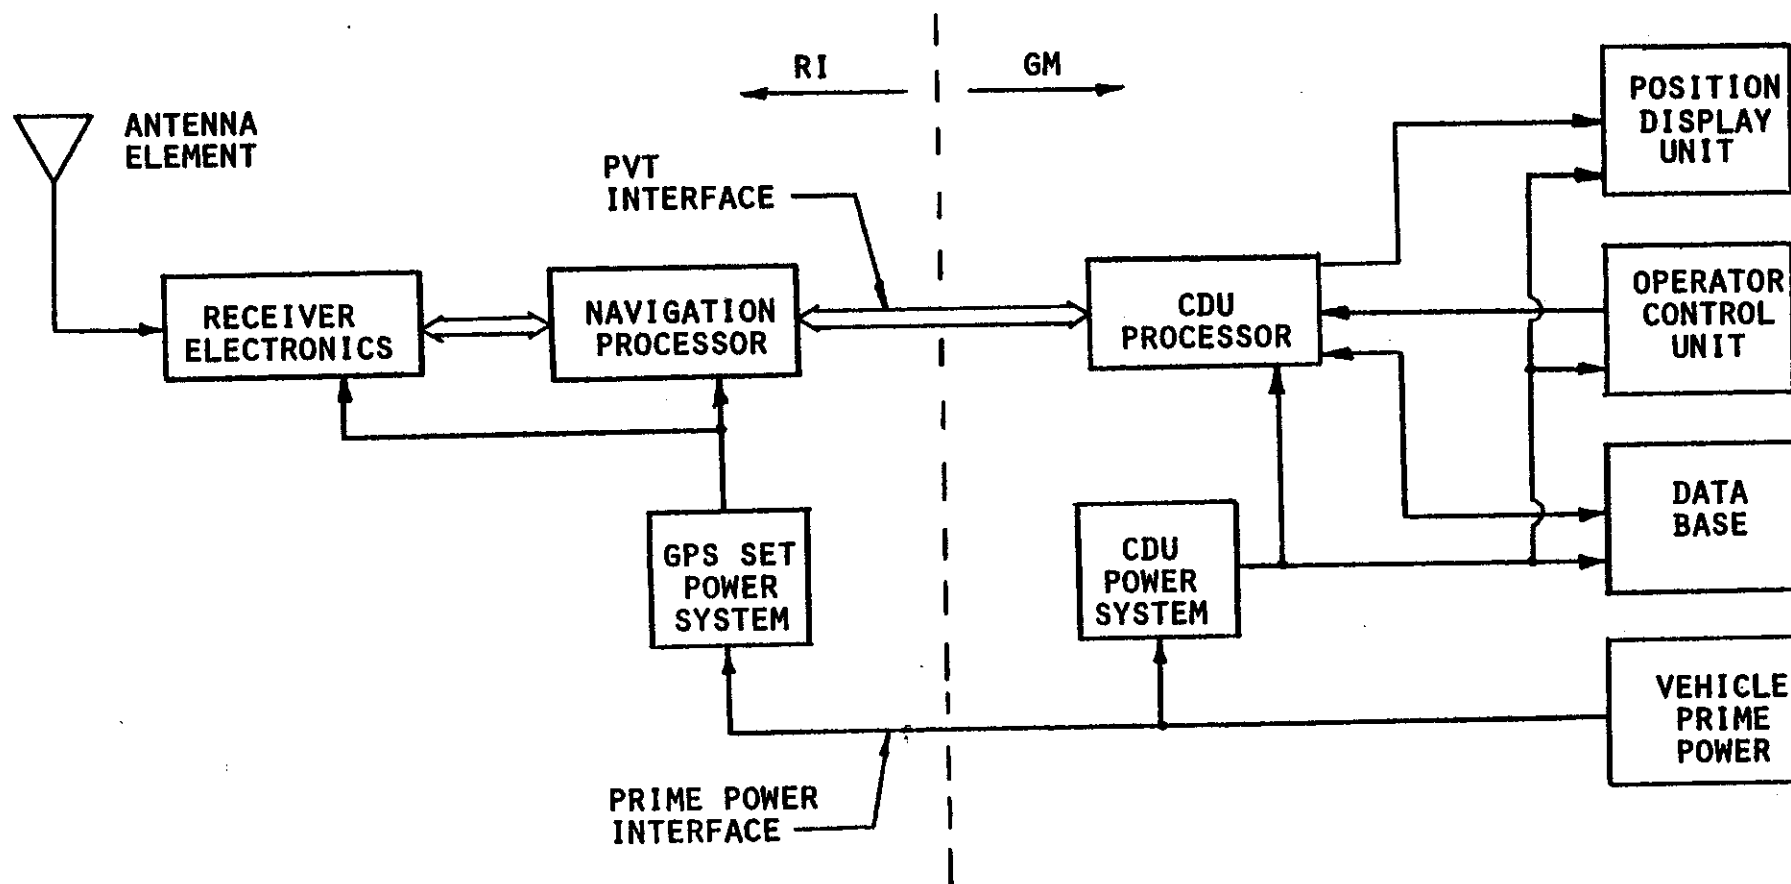 RI
GM
ANTENNA
ELEMENT
PVT
INTERFACE
POSITION
DISPLAY
UNIT
RECEIVER
ELECTRONICS
NAVIGATION
PROCESSOR
CDU
PROCESSOR
OPERATOR
CONTROL
UNIT
GPS SET
POWER
SYSTEM
CDU
POWER
SYSTEM
DATA
BASE
VEHICLE
PRIME
POWER
PRIME POWER
INTERFACE